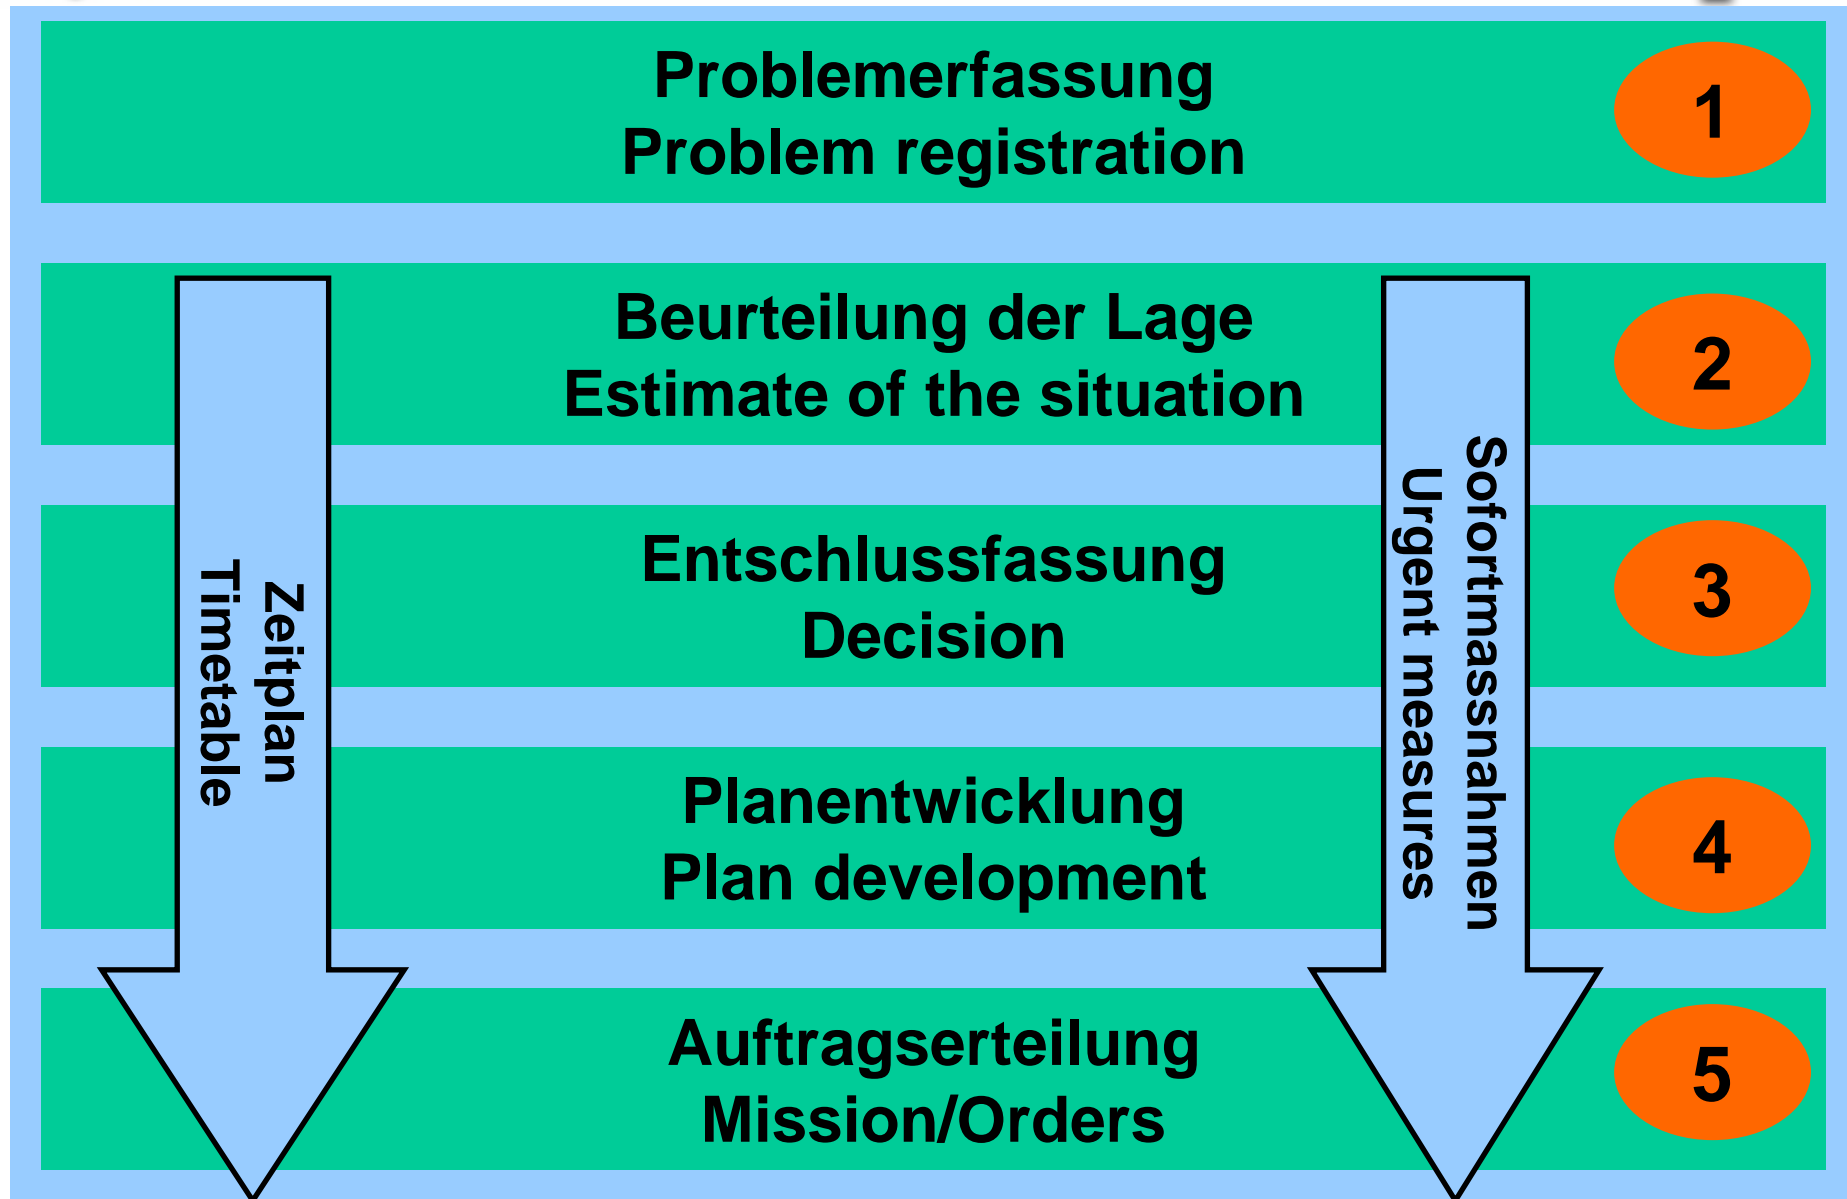 Problemerfassung
Problem registration
1
Beurteilung der Lage
Estimate of the situation
2
Entschlussfassung
Decision
3
Planentwicklung
Plan development
4
Auftragserteilung
Mission/Orders
5
Zeitplan
Timetable
Sofortmassnahmen
Urgent measures